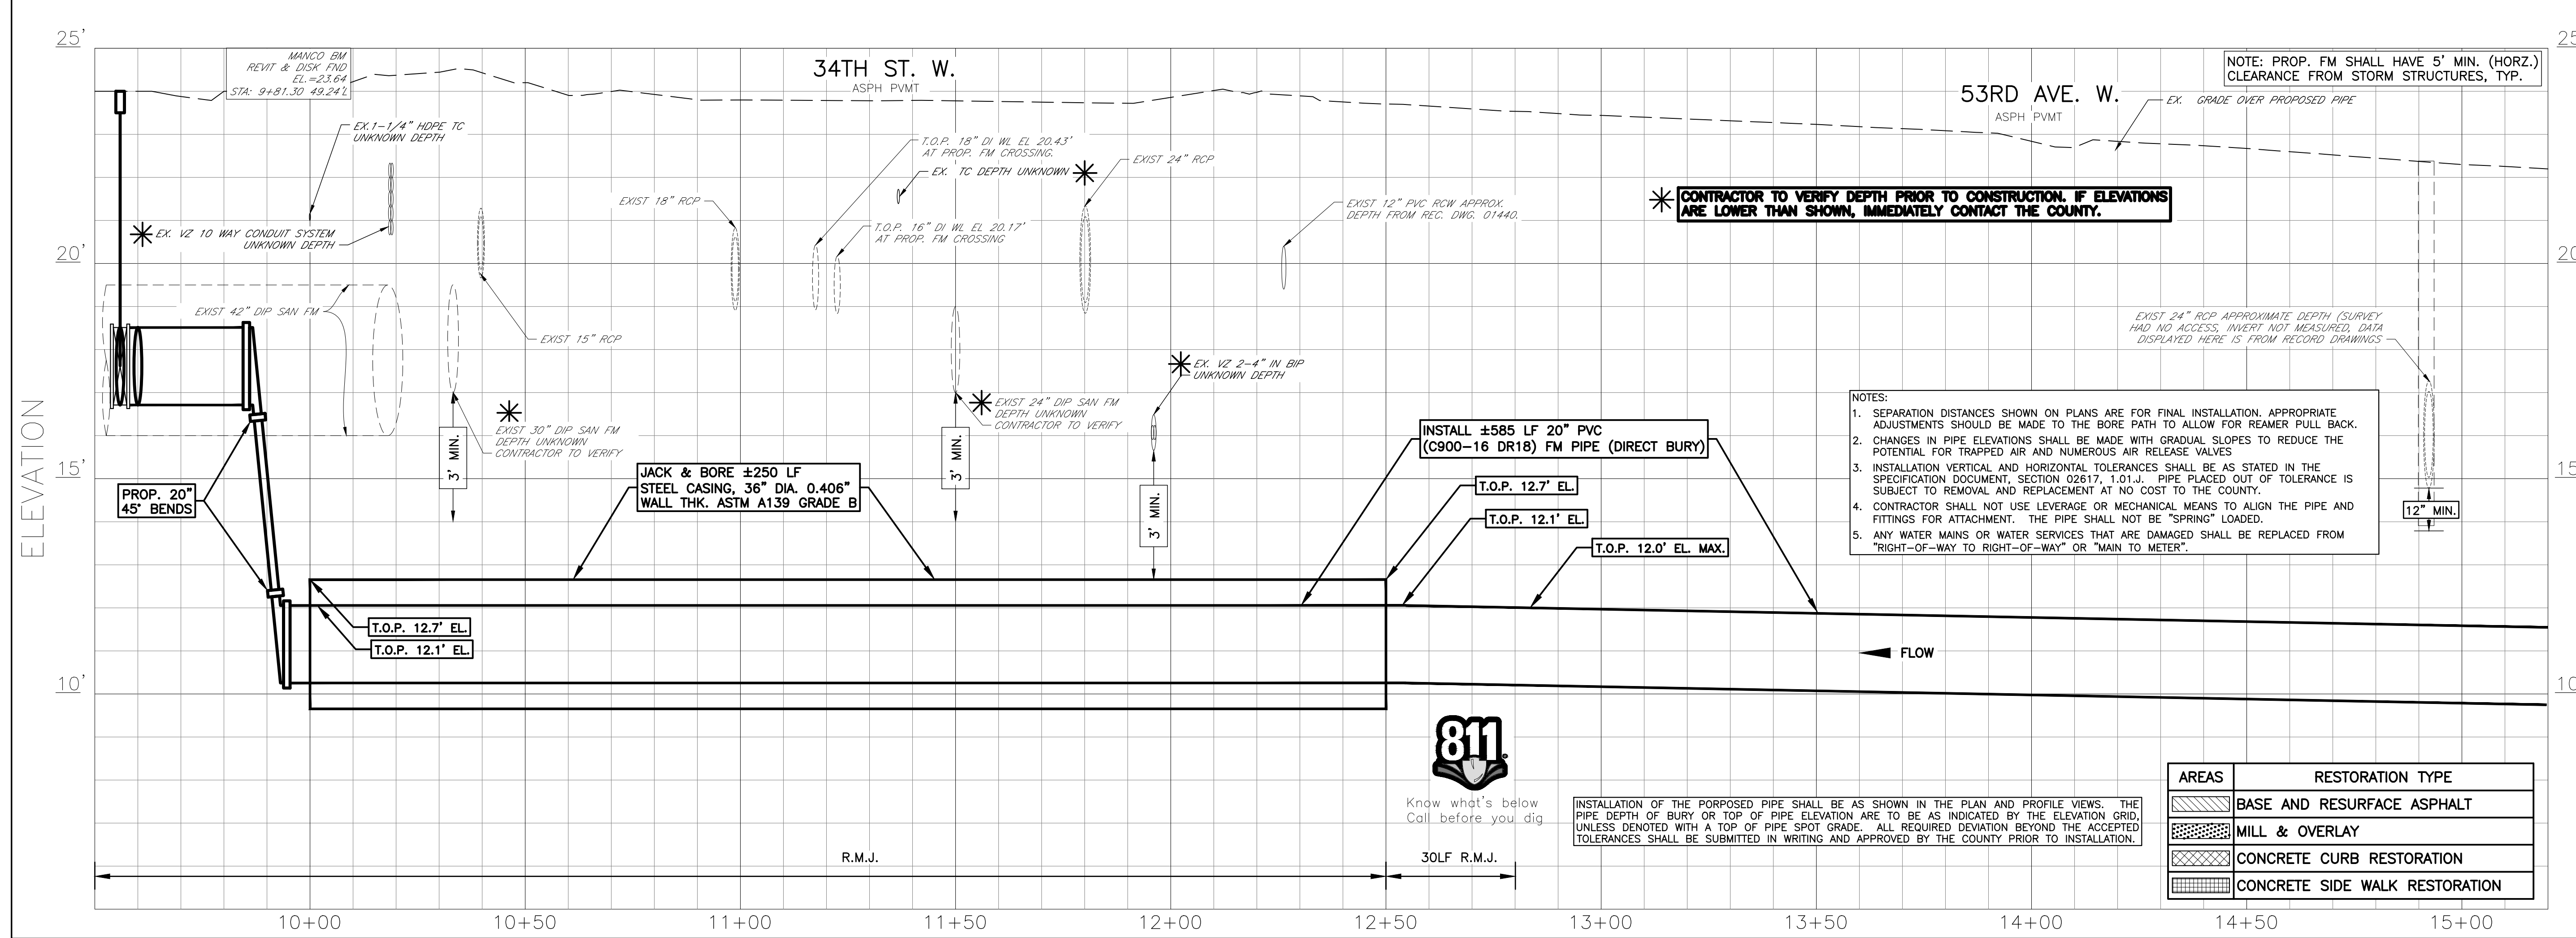 25'
25
MANCO BM
REVIT & DISK FND
EL.=23.64
STA: 9+81.30 49.24'L
34TH ST. W.
ASPH PVMT
NOTE: PROP. FM SHALL HAVE 5' MIN. (HORZ.)
CLEARANCE FROM STORM STRUCTURES, TYP.
53RD AVE. W.
ASPH PVMT
EX. GRADE OVER PROPOSED PIPE
EX.1-1/4" HDPE TC
UNKNOWN DEPTH
T.O.P. 18" DI WL EL 20.43'
AT PROP. FM CROSSING.
EX. TC DEPTH UNKNOWN
EXIST 24" RCP
EXIST 18" RCP
EXIST 12" PVC RCW APPROX.
DEPTH FROM REC. DWG. 01440.
CONTRACTOR TO VERIFY DEPTH PRIOR TO CONSTRUCTION. IF ELEVATIONS
ARE LOWER THAN SHOWN, IMMEDIATELY CONTACT THE COUNTY.
EX. VZ 10 WAY CONDUIT SYSTEM
UNKNOWN DEPTH
T.O.P. 16" DI WL EL 20.17'
AT PROP. FM CROSSING
20'
20
EXIST 42" DIP SAN FM
EXIST 15" RCP
EXIST 24" RCP APPROXIMATE DEPTH (SURVEY
HAD NO ACCESS, INVERT NOT MEASURED, DATA
DISPLAYED HERE IS FROM RECORD DRAWINGS
EX. VZ 2-4" IN BIP
UNKNOWN DEPTH
EXIST 30" DIP SAN FM
DEPTH UNKNOWN
CONTRACTOR TO VERIFY
EXIST 24" DIP SAN FM
DEPTH UNKNOWN
CONTRACTOR TO VERIFY
3' MIN.
3' MIN.
3' MIN.
ELEVATION
INSTALL ±585 LF 20" PVC
(C900-16 DR18) FM PIPE (DIRECT BURY)
NOTES:
1. SEPARATION DISTANCES SHOWN ON PLANS ARE FOR FINAL INSTALLATION. APPROPRIATE
ADJUSTMENTS SHOULD BE MADE TO THE BORE PATH TO ALLOW FOR REAMER PULL BACK.
2. CHANGES IN PIPE ELEVATIONS SHALL BE MADE WITH GRADUAL SLOPES TO REDUCE THE
POTENTIAL FOR TRAPPED AIR AND NUMEROUS AIR RELEASE VALVES
3. INSTALLATION VERTICAL AND HORIZONTAL TOLERANCES SHALL BE AS STATED IN THE
SPECIFICATION DOCUMENT, SECTION 02617, 1.01.J. PIPE PLACED OUT OF TOLERANCE IS
SUBJECT TO REMOVAL AND REPLACEMENT AT NO COST TO THE COUNTY.
4. CONTRACTOR SHALL NOT USE LEVERAGE OR MECHANICAL MEANS TO ALIGN THE PIPE AND
FITTINGS FOR ATTACHMENT. THE PIPE SHALL NOT BE "SPRING" LOADED.
5. ANY WATER MAINS OR WATER SERVICES THAT ARE DAMAGED SHALL BE REPLACED FROM
"RIGHT-OF-WAY TO RIGHT-OF-WAY" OR "MAIN TO METER".
15'
15
PROP. 20"
45° BENDS
JACK & BORE ±250 LF
STEEL CASING, 36" DIA. 0.406"
WALL THK. ASTM A139 GRADE B
T.O.P. 12.7' EL.
T.O.P. 12.1' EL.
T.O.P. 12.0' EL. MAX.
12" MIN.
T.O.P. 12.7' EL.
T.O.P. 12.1' EL.
FLOW
10'
10
811
Know what's below
Call before you dig
INSTALLATION OF THE PORPOSED PIPE SHALL BE AS SHOWN IN THE PLAN AND PROFILE VIEWS. THE
PIPE DEPTH OF BURY OR TOP OF PIPE ELEVATION ARE TO BE AS INDICATED BY THE ELEVATION GRID,
UNLESS DENOTED WITH A TOP OF PIPE SPOT GRADE. ALL REQUIRED DEVIATION BEYOND THE ACCEPTED
TOLERANCES SHALL BE SUBMITTED IN WRITING AND APPROVED BY THE COUNTY PRIOR TO INSTALLATION.
AREAS RESTORATION TYPE
BASE AND RESURFACE ASPHALT
MILL & OVERLAY
CONCRETE CURB RESTORATION
CONCRETE SIDE WALK RESTORATION
R.M.J.
30LF R.M.J.
10+00 10+50 11+00 11+50 12+00 12+50 13+00 13+50 14+00 14+50 15+00